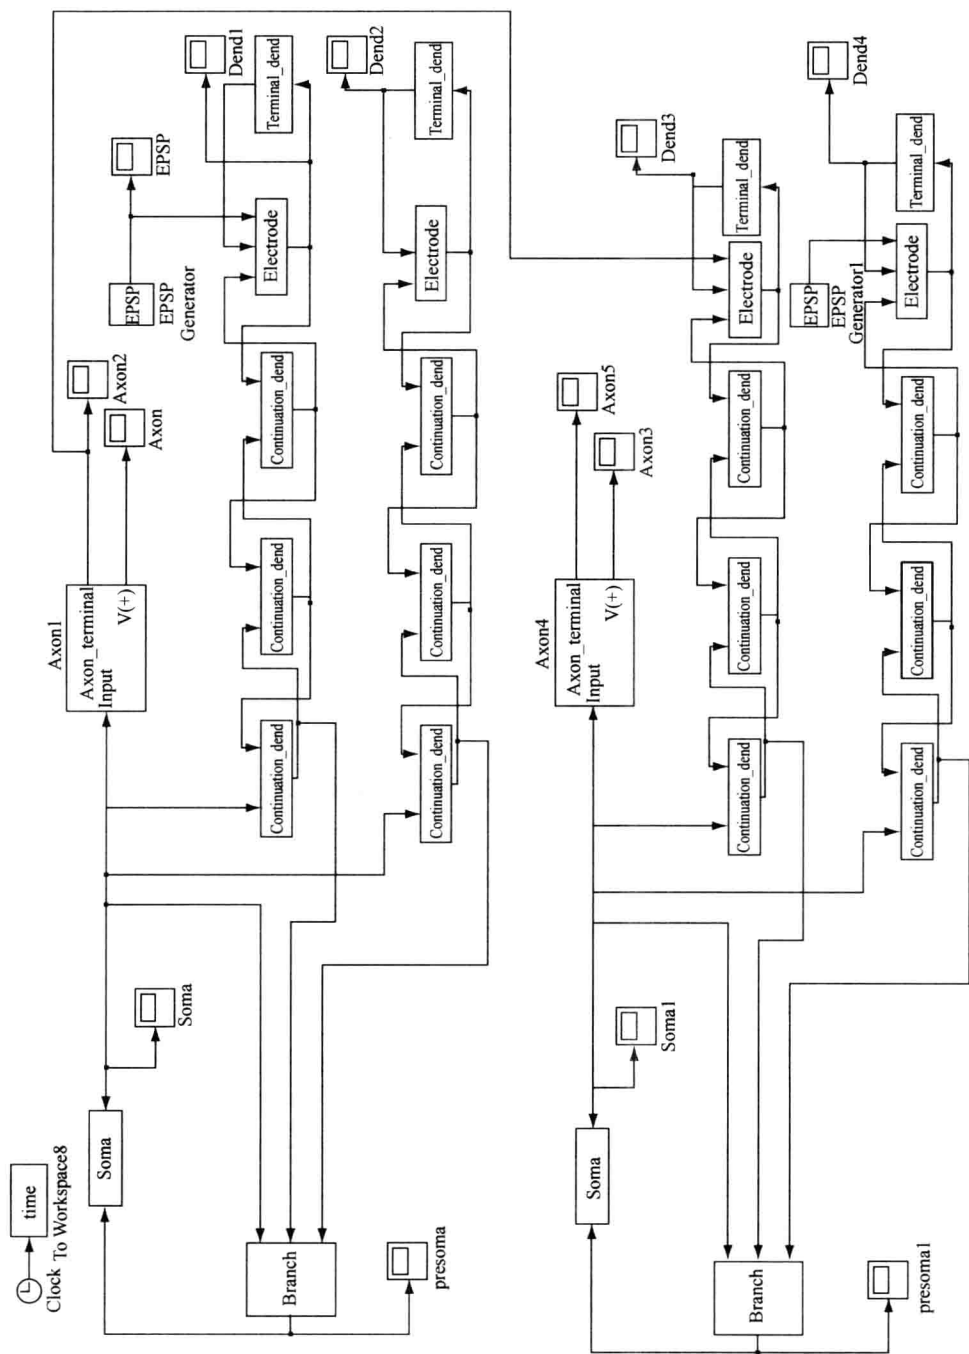 time
Clock
To Workspace8
Soma
Soma
Branch
presoma
Axon1
Axon_terminal
Input
V(+)
Axon2
Axon
EPSP
EPSP
Generator
EPSP
Continuation_dend
Continuation_dend
Continuation_dend
Electrode
Terminal_dend
Dend1
Continuation_dend
Continuation_dend
Continuation_dend
Electrode
Terminal_dend
Dend2
Soma
Soma1
Branch
presoma1
Axon4
Axon_terminal
Input
V(+)
Axon5
Axon3
Continuation_dend
Continuation_dend
Continuation_dend
Electrode
Terminal_dend
Dend3
EPSP
EPSP
Generator1
Continuation_dend
Continuation_dend
Continuation_dend
Electrode
Terminal_dend
Dend4